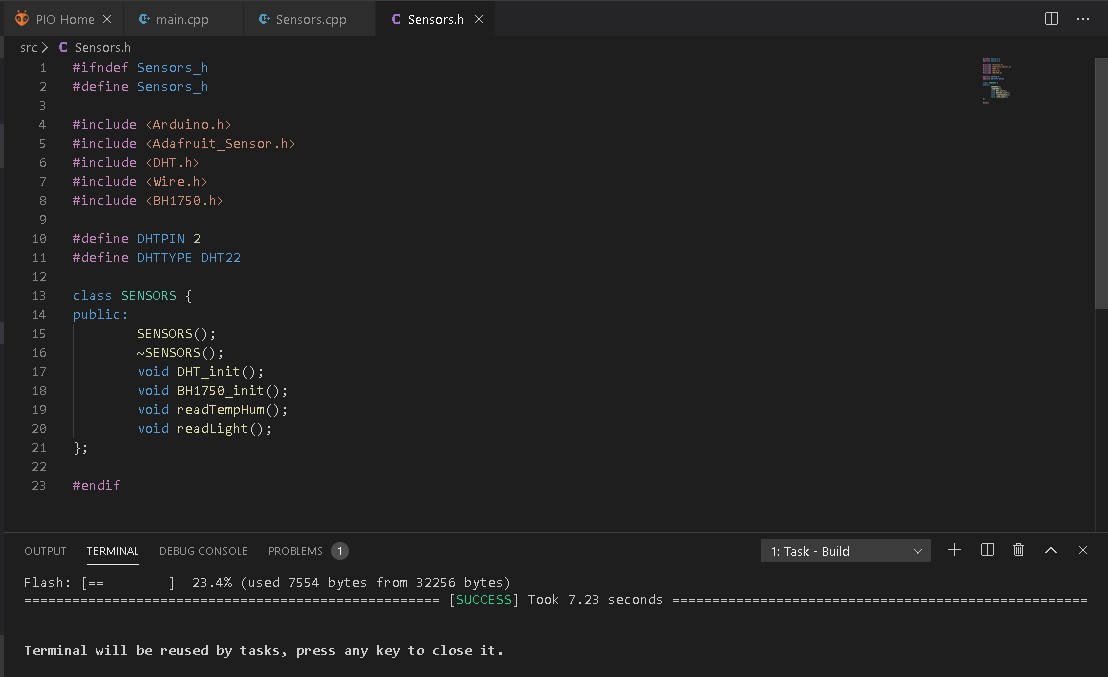 PIO Home main.cpp Sensors.cpp Sensors.h
src > Sensors.h
1 #ifndef Sensors_h
2 #define Sensors_h
3
4 #include <Arduino.h>
5 #include <Adafruit_Sensor.h>
6 #include <DHT.h>
7 #include <Wire.h>
8 #include <BH1750.h>
9
10 #define DHTPIN 2
11 #define DHTTYPE DHT22
12
13 class SENSORS {
14 public:
15 SENSORS();
16 ~SENSORS();
17 void DHT_init();
18 void BH1750_init();
19 void readTempHum();
20 void readLight();
21 };
22
23 #endif
OUTPUT TERMINAL DEBUG CONSOLE PROBLEMS 1 1: Task - Build
Flash: [==        ]  23.4% (used 7554 bytes from 32256 bytes)
==================================================== [SUCCESS] Took 7.23 seconds ====================================================
Terminal will be reused by tasks, press any key to close it.